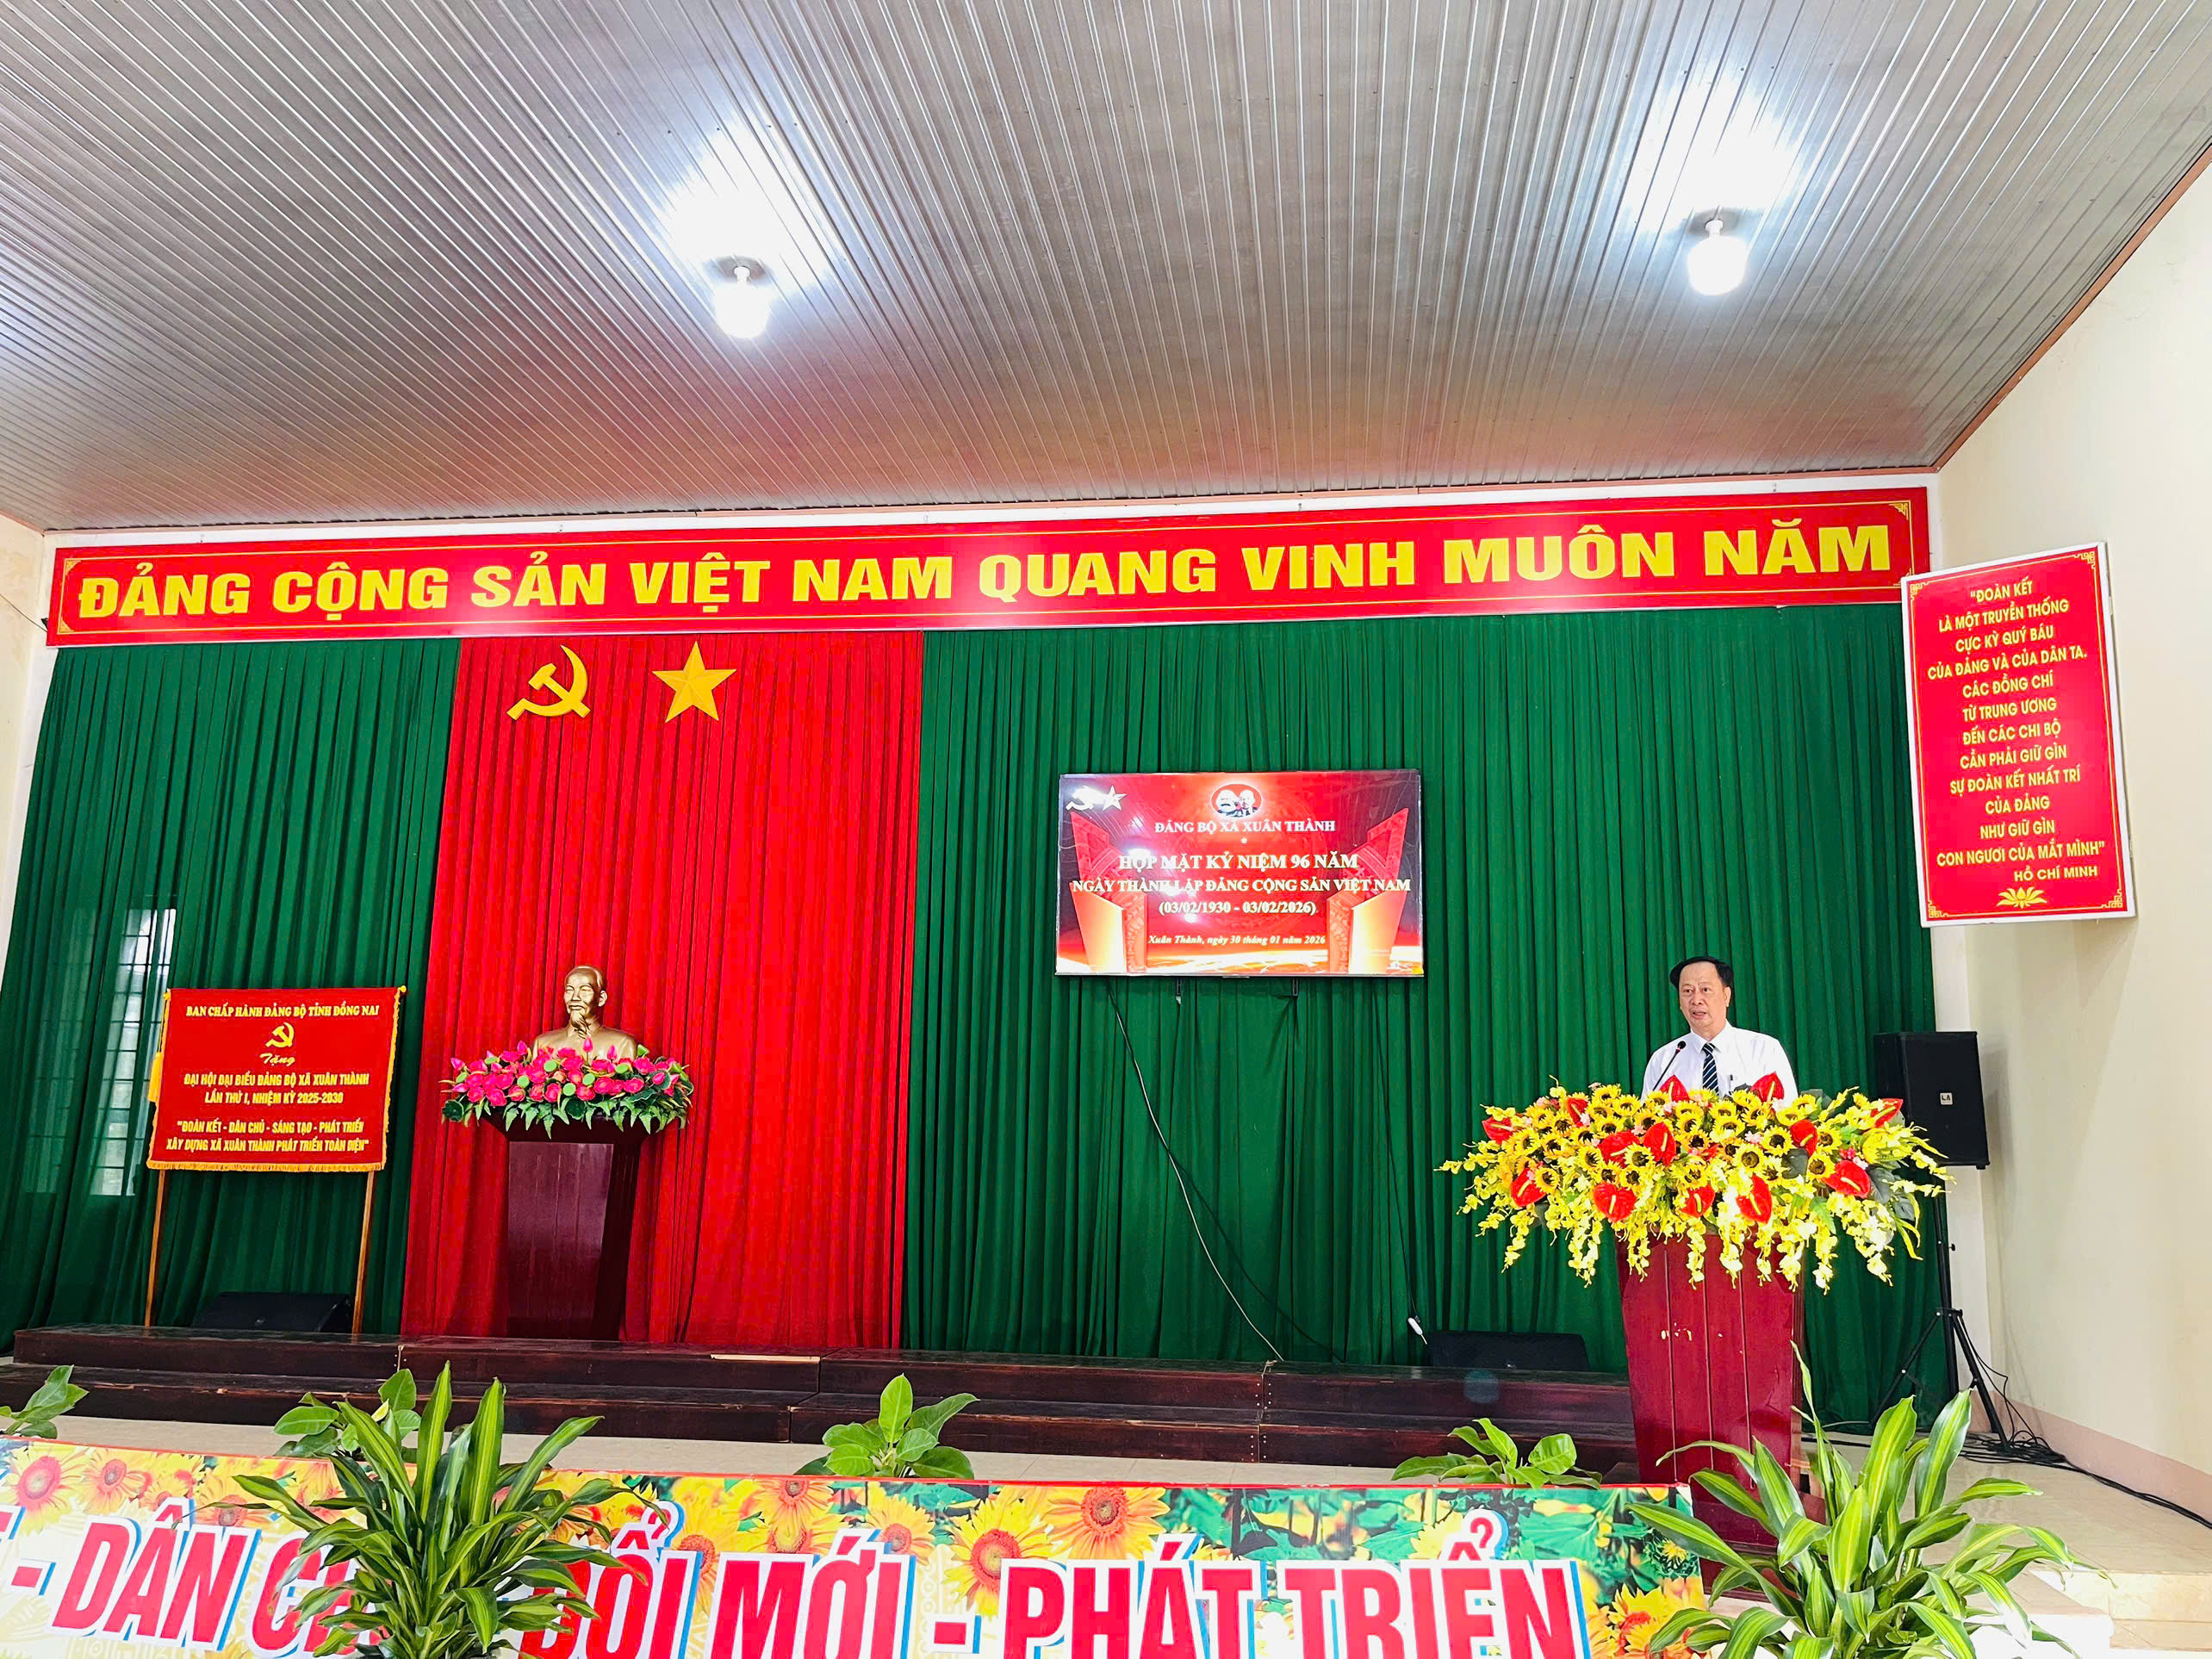 ĐẢNG CỘNG SẢN VIỆT NAM QUANG VINH MUÔN NĂM
"ĐOÀN KẾT
LÀ MỘT TRUYỀN THỐNG
CỰC KỲ QUÝ BÁU
CỦA ĐẢNG VÀ CỦA DÂN TA.
CÁC ĐỒNG CHÍ
TỪ TRUNG ƯƠNG
ĐẾN CÁC CHI BỘ
CẦN PHẢI GIỮ GÌN
SỰ ĐOÀN KẾT NHẤT TRÍ
CỦA ĐẢNG
NHƯ GIỮ GÌN
CON NGƯƠI CỦA MẮT MÌNH"
HỒ CHÍ MINH
ĐẢNG BỘ XÃ XUÂN THÀNH
HỌP MẶT KỶ NIỆM 96 NĂM
NGÀY THÀNH LẬP ĐẢNG CỘNG SẢN VIỆT NAM
(03/02/1930 - 03/02/2026)
Xuân Thành, ngày 30 tháng 01 năm 2026
BAN CHẤP HÀNH ĐẢNG BỘ TỈNH ĐỒNG NAI
Tặng
ĐẠI HỘI ĐẠI BIỂU ĐẢNG BỘ XÃ XUÂN THÀNH
LẦN THỨ I, NHIỆM KỲ 2025-2030
"ĐOÀN KẾT - DÂN CHỦ - SÁNG TẠO - PHÁT TRIỂN
XÂY DỰNG XÃ XUÂN THÀNH PHÁT TRIỂN TOÀN DIỆN"
- DÂN ĐỔI MỚI - PHÁT TRIỂN